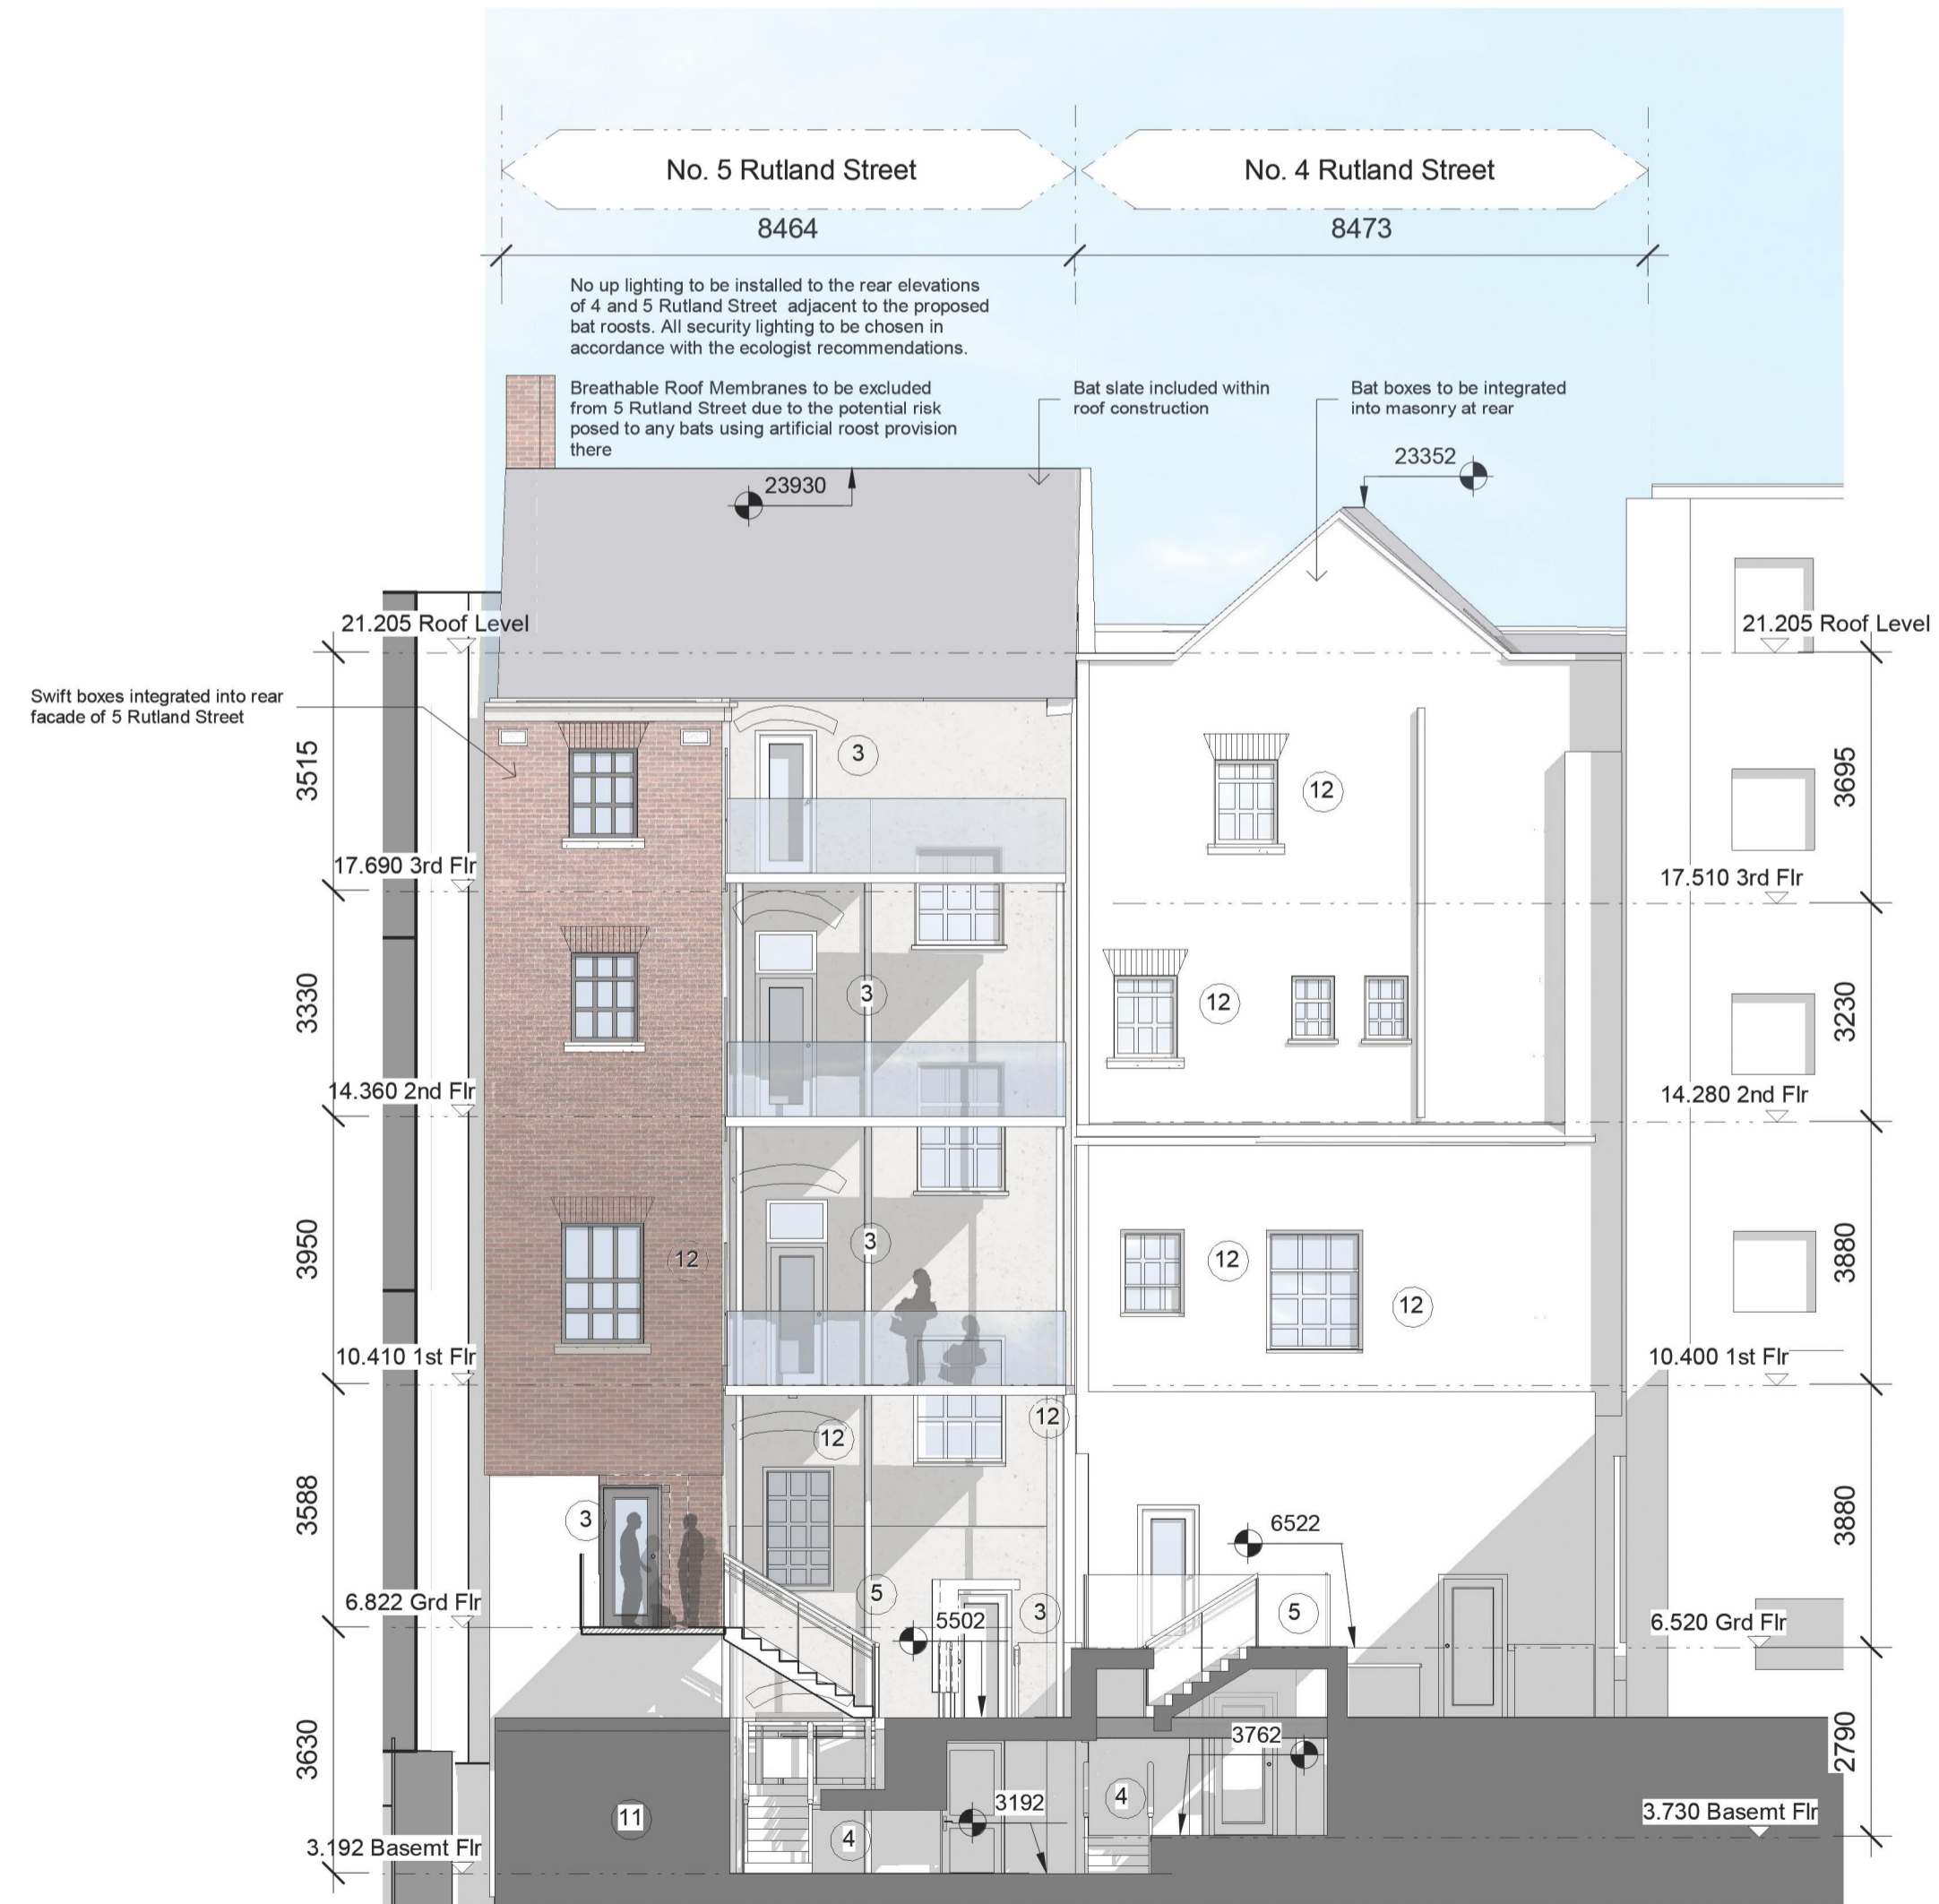 No. 5 Rutland Street
No. 4 Rutland Street
8464
8473
No up lighting to be installed to the rear elevations
of 4 and 5 Rutland Street adjacent to the proposed
bat roosts. All security lighting to be chosen in
accordance with the ecologist recommendations.
Breathable Roof Membranes to be excluded
from 5 Rutland Street due to the potential risk
posed to any bats using artificial roost provision
there
Bat slate included within
roof construction
Bat boxes to be integrated
into masonry at rear
23930
23352
21.205 Roof Level
21.205 Roof Level
Swift boxes integrated into rear
facade of 5 Rutland Street
3515
3
12
3695
17.690 3rd Flr
17.510 3rd Flr
3330
3
12
3230
14.360 2nd Flr
14.280 2nd Flr
3950
12
3
12
12
3880
10.410 1st Flr
10.400 1st Flr
12
12
3588
3
6522
3880
6.822 Grd Flr
5
5502
3
5
6.520 Grd Flr
3630
3762
2790
11
4
3192
4
3.730 Basemt Flr
3.192 Basemt Flr